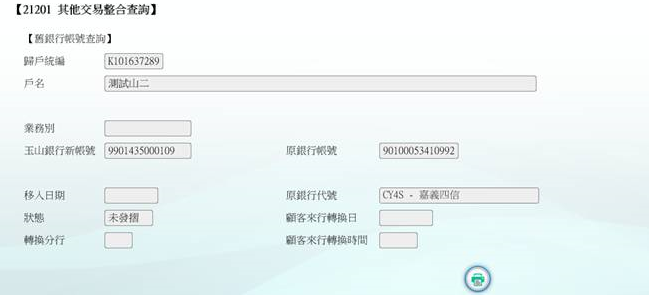 【21201 其他交易整合查詢】
【舊銀行帳號查詢】
歸戶統編 K101637289
戶名 測試山二
業務別
玉山銀行新帳號 9901435000109 原銀行帳號 90100053410992
移入日期 原銀行代號 CY4S - 嘉義四信
狀態 未發摺 顧客來行轉換日
轉換分行 顧客來行轉換時間